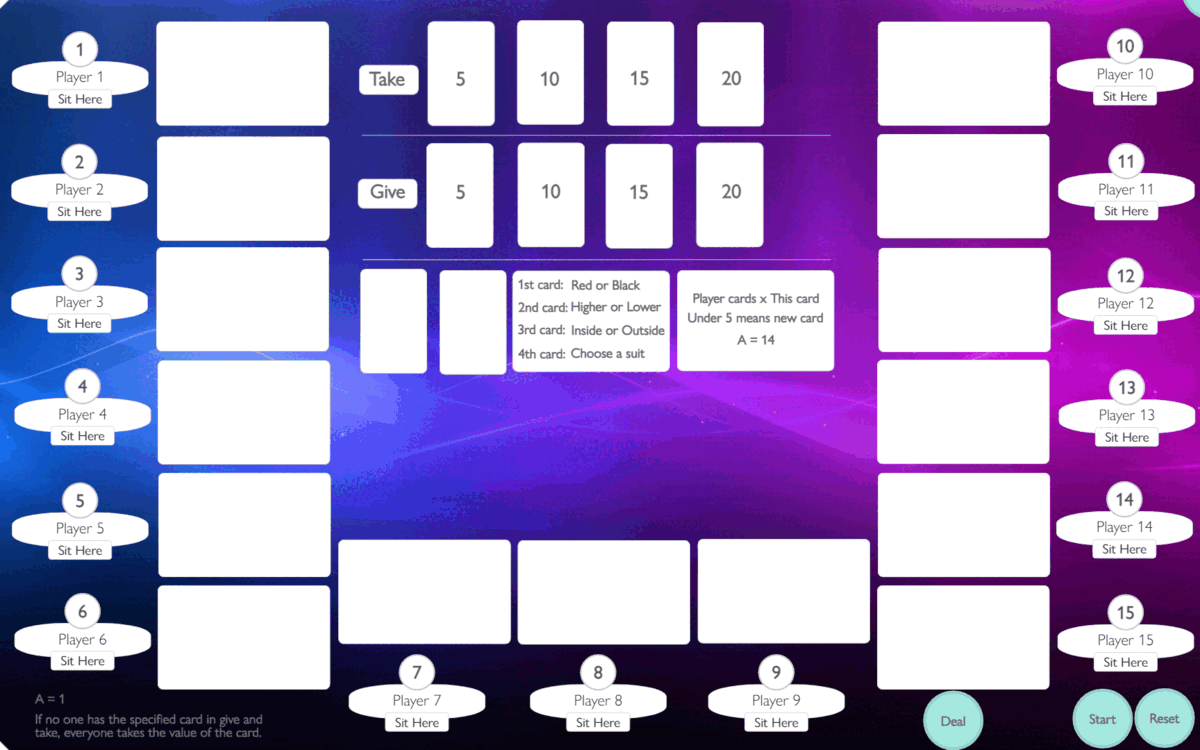 1
Player 1
Sit Here
2
Player 2
Sit Here
3
Player 3
Sit Here
4
Player 4
Sit Here
5
Player 5
Sit Here
6
Player 6
Sit Here
A = 1
If no one has the specified card in give and
take, everyone takes the value of the card.
Take 5 10 15 20
Give 5 10 15 20
1st card: Red or Black
2nd card: Higher or Lower
3rd card: Inside or Outside
4th card: Choose a suit
Player cards x This card
Under 5 means new card
A = 14
7
Player 7
Sit Here
8
Player 8
Sit Here
9
Player 9
Sit Here
10
Player 10
Sit Here
11
Player 11
Sit Here
12
Player 12
Sit Here
13
Player 13
Sit Here
14
Player 14
Sit Here
15
Player 15
Sit Here
Deal
Start
Reset